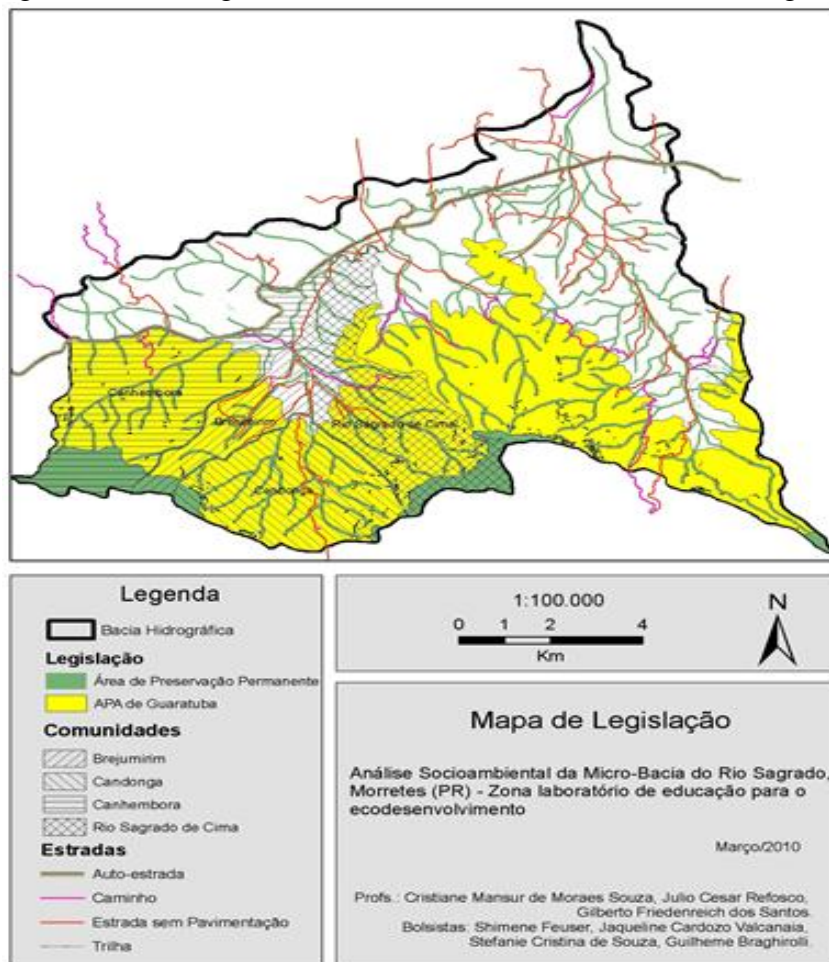 Canhembora
Brejumirim
Rio Sagrado de Cima
Candonga
Legenda
Bacia Hidrográfica
Legislação
Área de Preservação Permanente
APA de Guaratuba
Comunidades
Brejumirim
Candonga
Canhembora
Rio Sagrado de Cima
Estradas
Auto-estrada
Caminho
Estrada sem Pavimentação
Trilha
1:100.000
0 1 2 4
Km
N
Mapa de Legislação
Análise Socioambiental da Micro-Bacia do Rio Sagrado,
Morretes (PR) - Zona laboratório de educação para o
ecodesenvolvimento
Março/2010
Profs.: Cristiane Mansur de Moraes Souza, Julio Cesar Refosco,
Gilberto Friedenreich dos Santos.
Bolsistas: Shimene Feuser, Jaqueline Cardozo Valcanaia,
Stefanie Cristina de Souza, Guilheme Braghirolli.